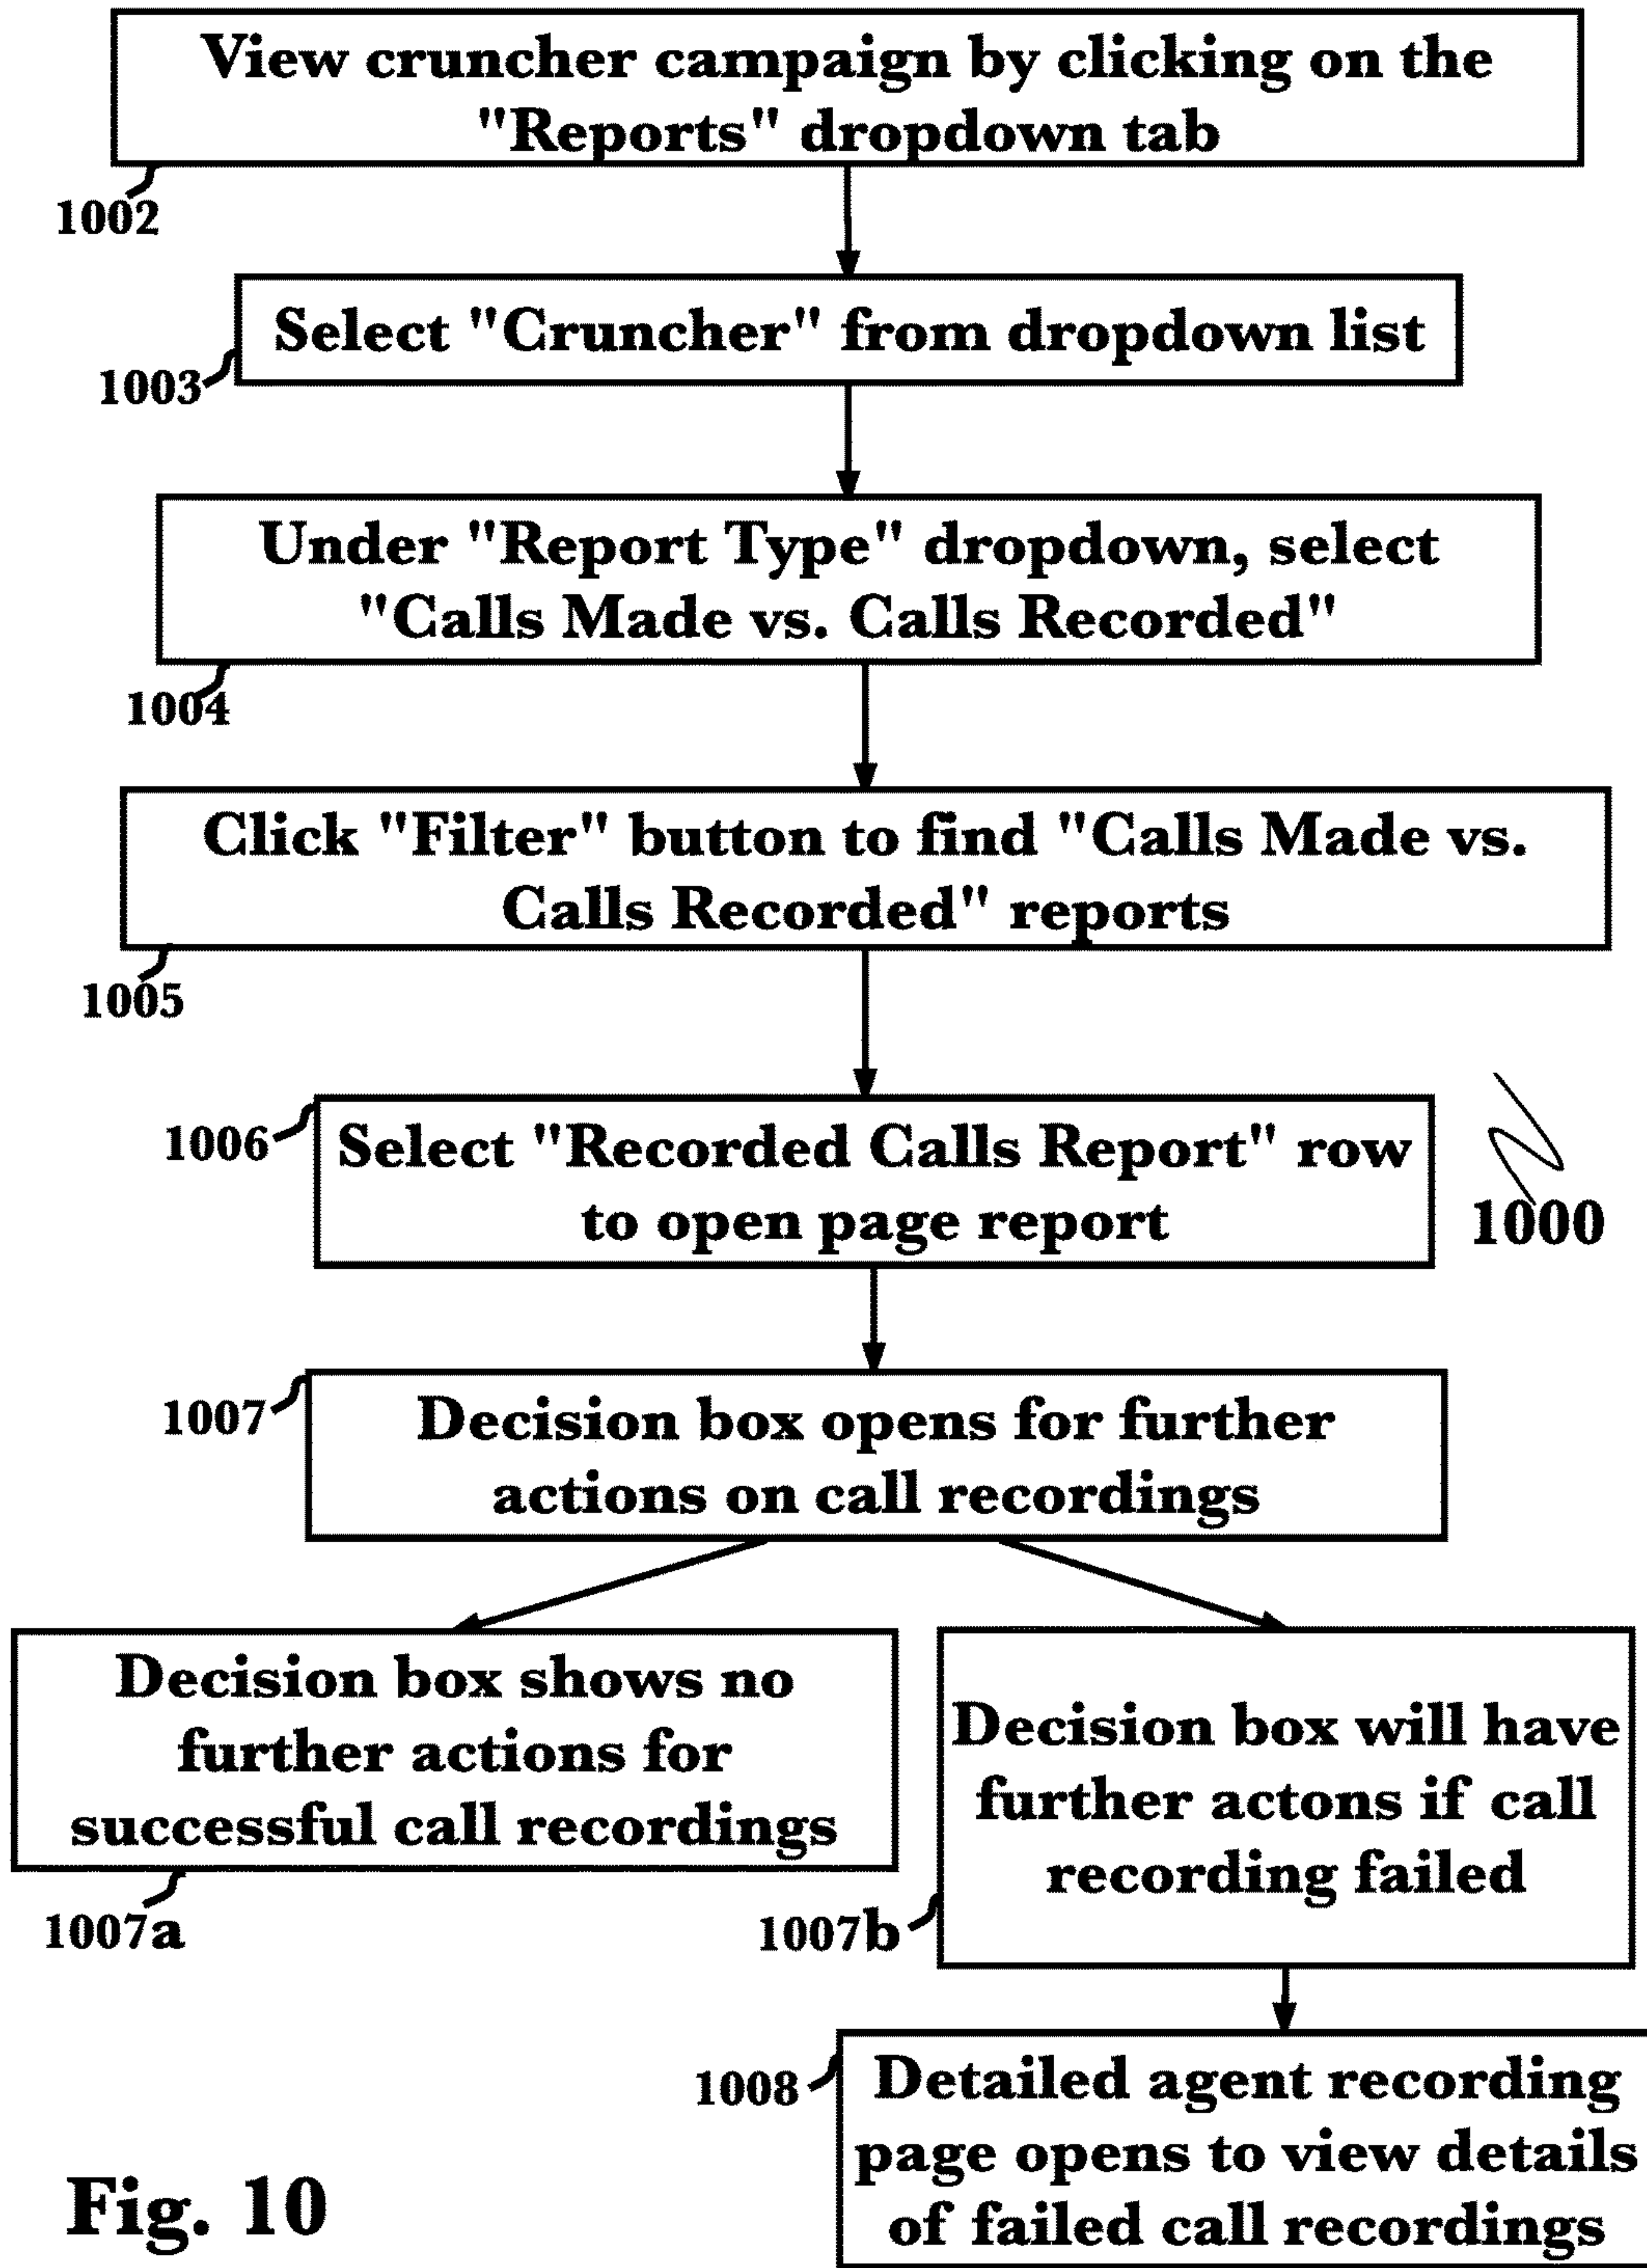 View cruncher campaign by clicking on the
"Reports" dropdown tab
1002
Select "Cruncher" from dropdown list
1003
Under "Report Type" dropdown, select
"Calls Made vs. Calls Recorded"
1004
Click "Filter" button to find "Calls Made vs.
Calls Recorded" reports
1005
1006
Select "Recorded Calls Report" row
to open page report
1000
1007
Decision box opens for further
actions on call recordings
Decision box shows no
further actions for
successful call recordings
1007a
Decision box will have
further actons if call
recording failed
1007b
1008
Detailed agent recording
page opens to view details
of failed call recordings
Fig. 10